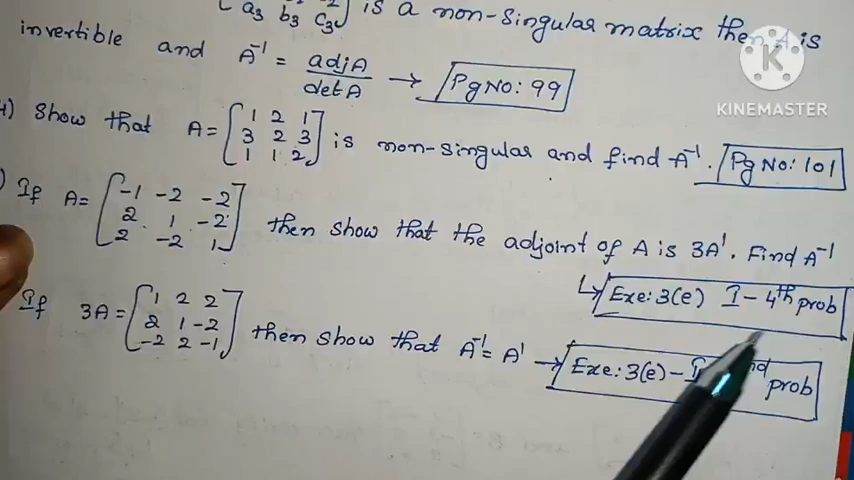 a3 b3 c3] is a non-singular matrix then A is
invertible and A⁻¹ = adjA / detA → Pg NO: 99
Show that A = [1 2 1
3 2 3
1 1 2] is non-singular and find A⁻¹. Pg NO: 101
If A = [-1 -2 -2
2 1 -2
2 -2 1] then show that the adjoint of A is 3A'. Find A⁻¹
Exe: 3(e) I - 4th prob
If 3A = [1 2 2
2 1 -2
-2 2 -1] then show that A⁻¹ = A' → Exe: 3(e) -
prob
KINEMASTER